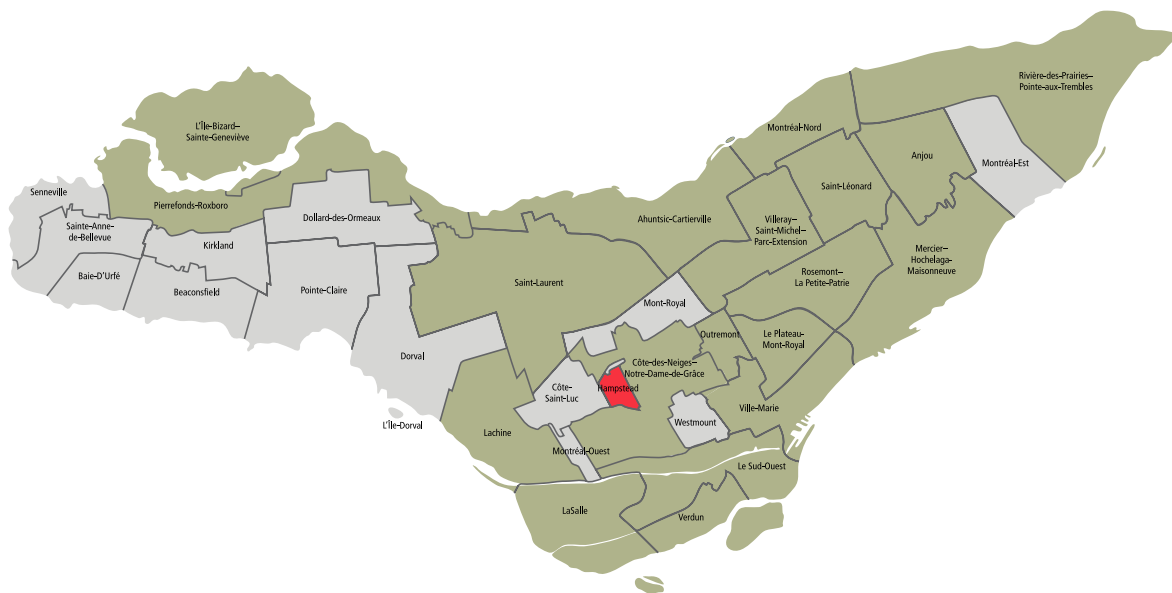 Rivière-des-Prairies–
Pointe-aux-Trembles
L'Île-Bizard–
Sainte-Geneviève
Montréal-Nord
Anjou
Montréal-Est
Saint-Léonard
Senneville
Pierrefonds-Roxboro
Dollard-des-Ormeaux
Ahuntsic-Cartierville
Villeray–
Saint-Michel–
Parc-Extension
Sainte-Anne-
de-Bellevue
Kirkland
Mercier–
Hochelaga-
Maisonneuve
Baie-D'Urfé
Beaconsfield
Pointe-Claire
Saint-Laurent
Rosemont–
La Petite-Patrie
Mont-Royal
Outremont
Le Plateau-
Mont-Royal
Dorval
Côte-des-Neiges–
Notre-Dame-de-Grâce
Côte-
Saint-Luc
Hampstead
Ville-Marie
L'Île-Dorval
Westmount
Lachine
Montréal-Ouest
Le Sud-Ouest
LaSalle
Verdun